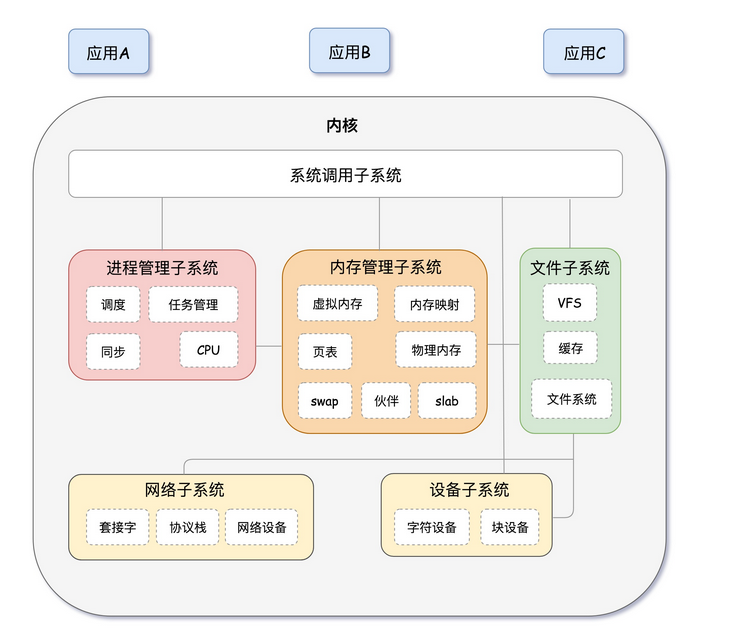 应用A
应用B
应用C
内核
系统调用子系统
进程管理子系统
调度
任务管理
同步
CPU
内存管理子系统
虚拟内存
内存映射
页表
物理内存
swap
伙伴
slab
文件子系统
VFS
缓存
文件系统
网络子系统
套接字
协议栈
网络设备
设备子系统
字符设备
块设备